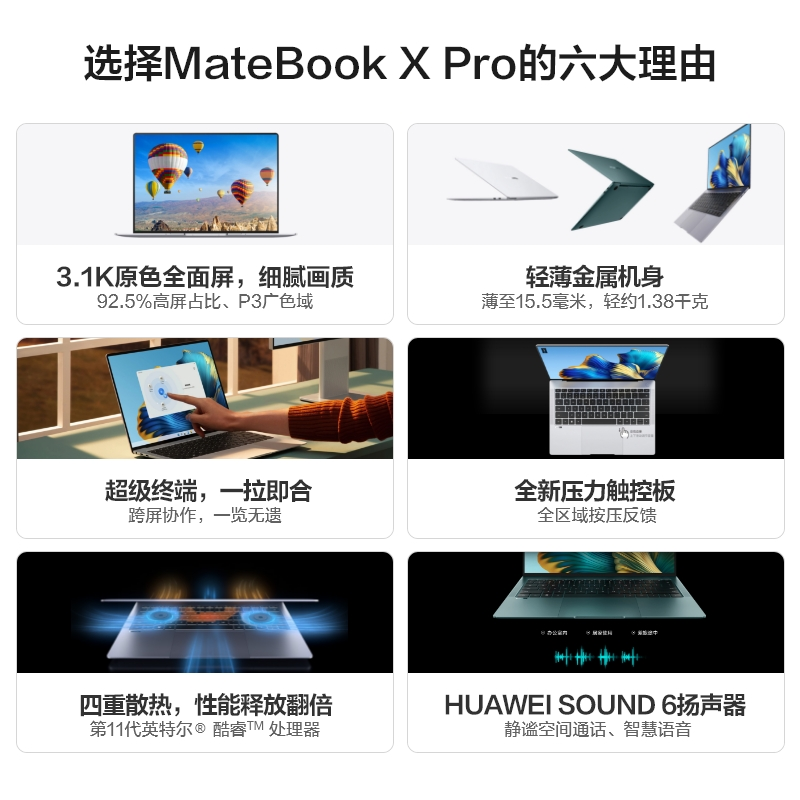 选择MateBook X Pro的六大理由
3.1K原色全面屏，细腻画质
92.5%高屏占比、P3广色域
轻薄金属机身
薄至15.5毫米，轻约1.38千克
超级终端，一拉即合
跨屏协作，一览无遗
全新压力触控板
全区域按压反馈
四重散热，性能释放翻倍
第11代英特尔® 酷睿™ 处理器
办公室内
HUAWEI SOUND 6扬声器
静谧空间通话、智慧语音